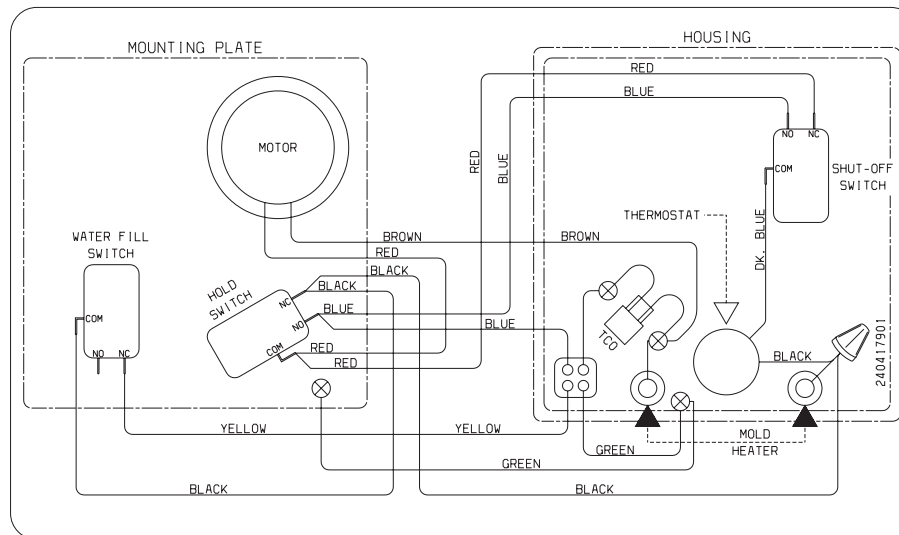 MOUNTING PLATE
HOUSING
RED
BLUE
MOTOR
NO NC
COM
SHUT-OFF
SWITCH
RED
BLUE
THERMOSTAT
DK. BLUE
WATER FILL
SWITCH
BROWN
BROWN
RED
BLACK
BLACK
HOLD
SWITCH
NC
NO
COM
BLUE
BLUE
COM
NO NC
RED
RED
TCO
BLACK
240417901
YELLOW
YELLOW
MOLD
HEATER
GREEN
GREEN
BLACK
BLACK